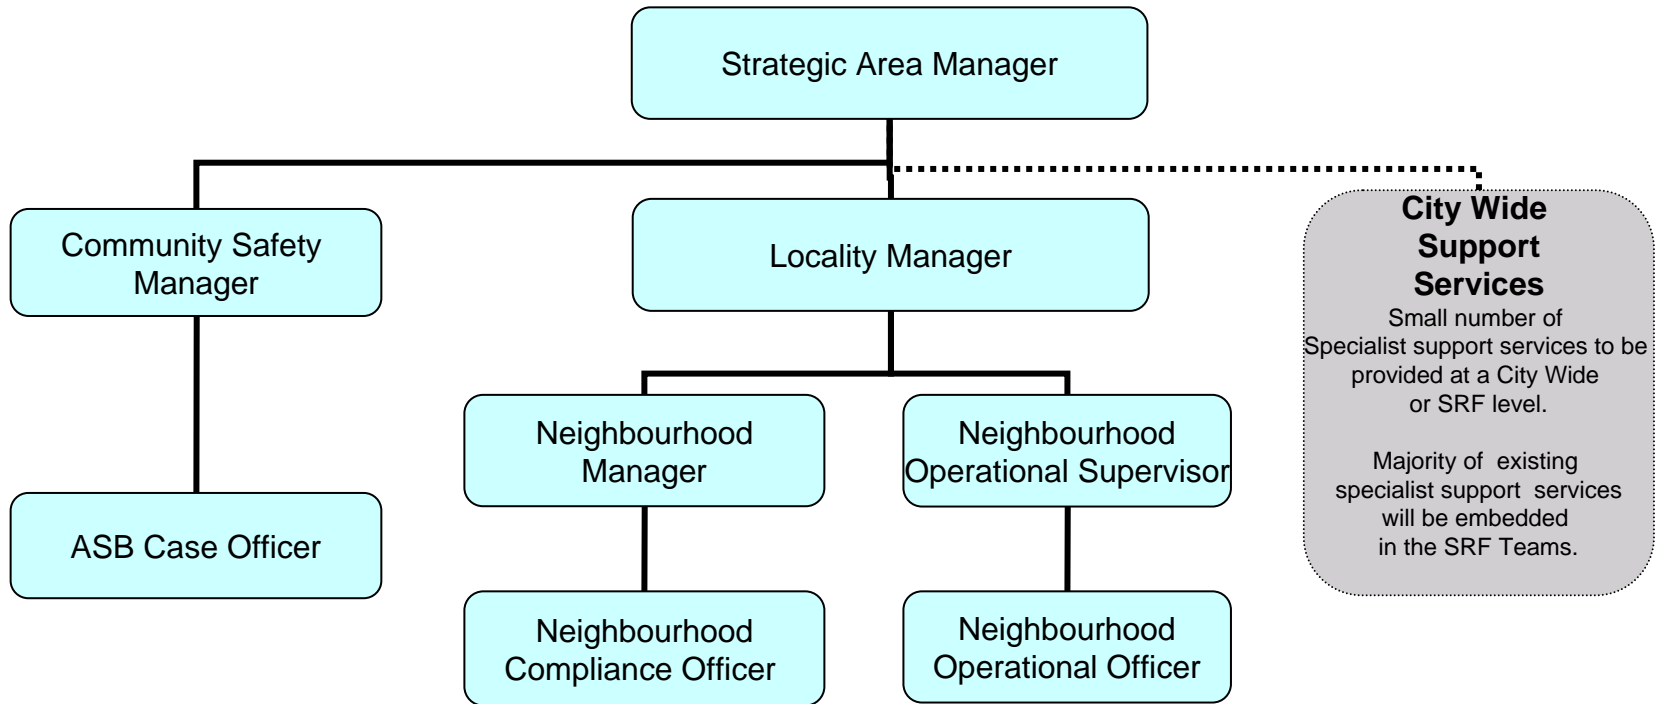 Strategic Area Manager
Community Safety
Manager
Locality Manager
City Wide
Support
Services
Small number of
Specialist support services to be
provided at a City Wide
or SRF level.
Majority of existing
specialist support services
will be embedded
in the SRF Teams.
Neighbourhood
Manager
Neighbourhood
Operational Supervisor
ASB Case Officer
Neighbourhood
Compliance Officer
Neighbourhood
Operational Officer